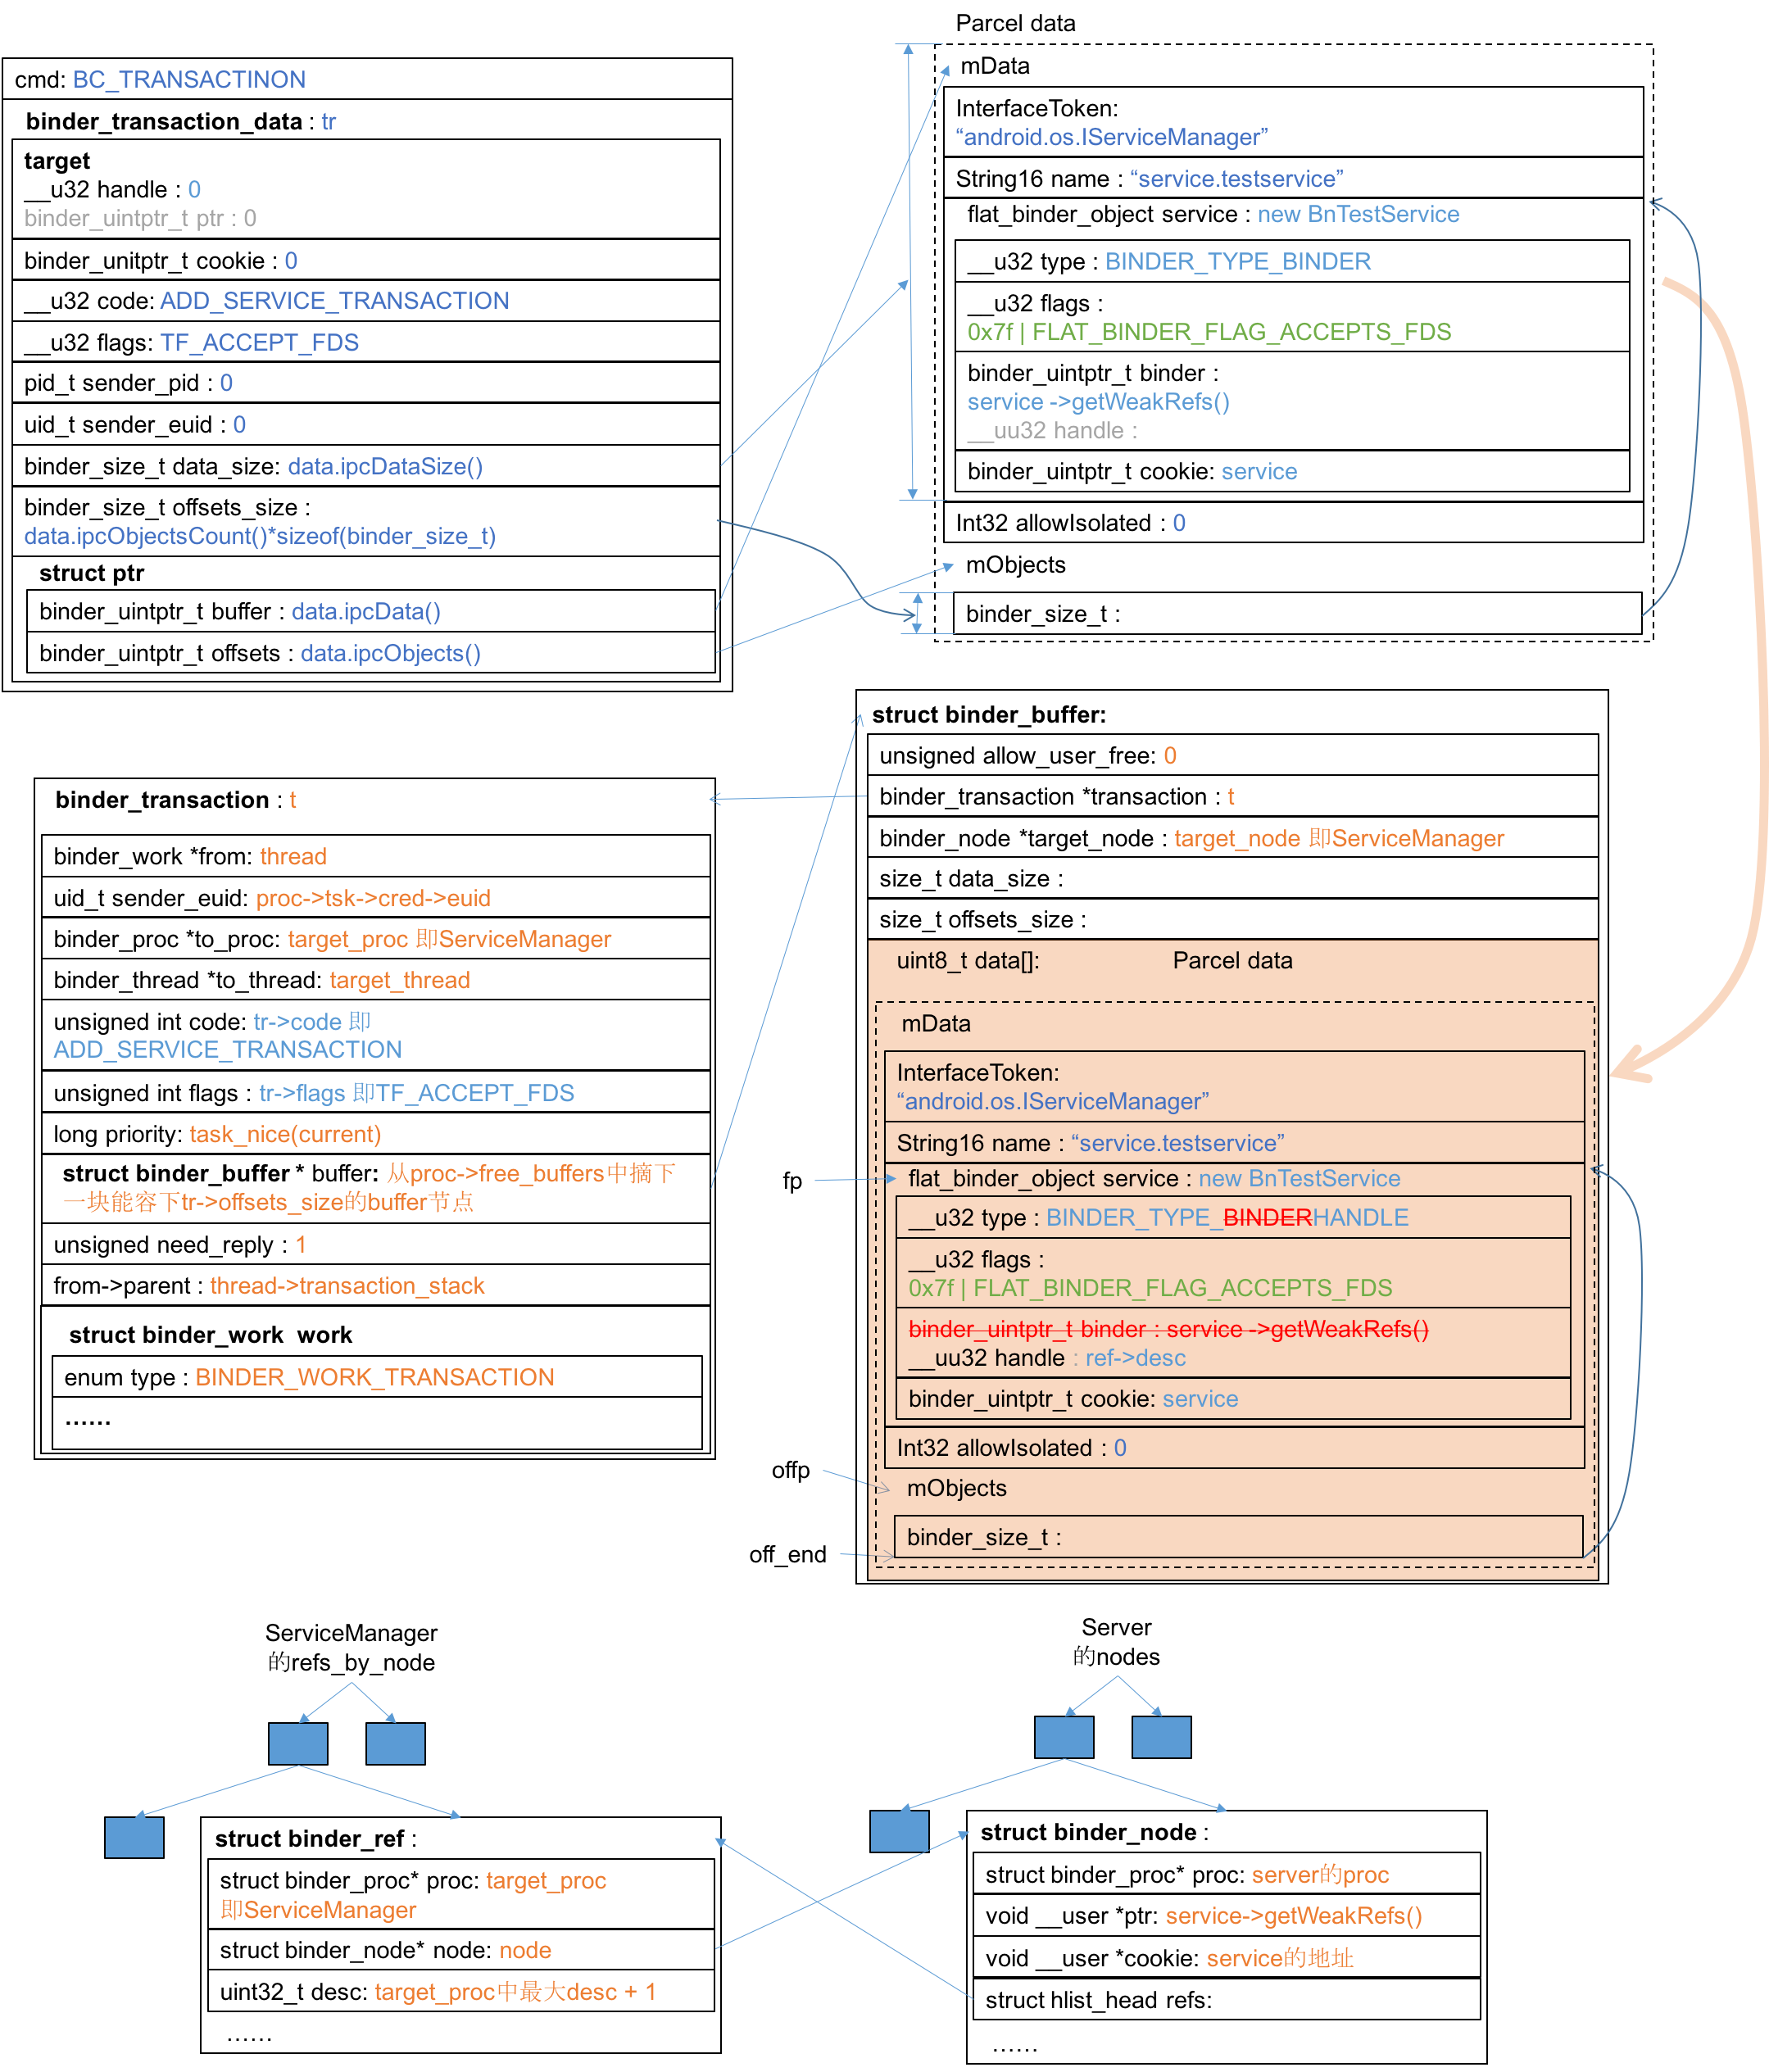 cmd: BC_TRANSACTINON
binder_transaction_data : tr
target
__u32 handle : 0
binder_uintptr_t ptr : 0
binder_unitptr_t cookie : 0
__u32 code: ADD_SERVICE_TRANSACTION
__u32 flags: TF_ACCEPT_FDS
pid_t sender_pid : 0
uid_t sender_euid : 0
binder_size_t data_size: data.ipcDataSize()
binder_size_t offsets_size :
data.ipcObjectsCount()*sizeof(binder_size_t)
struct ptr
binder_uintptr_t buffer : data.ipcData()
binder_uintptr_t offsets : data.ipcObjects()
Parcel data
mData
InterfaceToken:
“android.os.IServiceManager”
String16 name : “service.testservice”
flat_binder_object service : new BnTestService
__u32 type : BINDER_TYPE_BINDER
__u32 flags :
0x7f | FLAT_BINDER_FLAG_ACCEPTS_FDS
binder_uintptr_t binder :
service ->getWeakRefs()
__uu32 handle :
binder_uintptr_t cookie: service
Int32 allowIsolated : 0
mObjects
binder_size_t :
binder_transaction : t
binder_work *from: thread
uid_t sender_euid: proc->tsk->cred->euid
binder_proc *to_proc: target_proc 即ServiceManager
binder_thread *to_thread: target_thread
unsigned int code: tr->code 即
ADD_SERVICE_TRANSACTION
unsigned int flags : tr->flags 即TF_ACCEPT_FDS
long priority: task_nice(current)
struct binder_buffer * buffer: 从proc->free_buffers中摘下
一块能容下tr->offsets_size的buffer节点
unsigned need_reply : 1
from->parent : thread->transaction_stack
struct binder_work work
enum type : BINDER_WORK_TRANSACTION
……
struct binder_buffer:
unsigned allow_user_free: 0
binder_transaction *transaction : t
binder_node *target_node : target_node 即ServiceManager
size_t data_size :
size_t offsets_size :
uint8_t data[]: Parcel data
mData
InterfaceToken:
“android.os.IServiceManager”
String16 name : “service.testservice”
fp
flat_binder_object service : new BnTestService
__u32 type : BINDER_TYPE_BINDERHANDLE
__u32 flags :
0x7f | FLAT_BINDER_FLAG_ACCEPTS_FDS
binder_uintptr_t binder : service ->getWeakRefs()
__uu32 handle : ref->desc
binder_uintptr_t cookie: service
Int32 allowIsolated : 0
offp
mObjects
binder_size_t :
off_end
ServiceManager
的refs_by_node
struct binder_ref :
struct binder_proc* proc: target_proc
即ServiceManager
struct binder_node* node: node
uint32_t desc: target_proc中最大desc + 1
……
Server
的nodes
struct binder_node :
struct binder_proc* proc: server的proc
void __user *ptr: service->getWeakRefs()
void __user *cookie: service的地址
struct hlist_head refs:
……